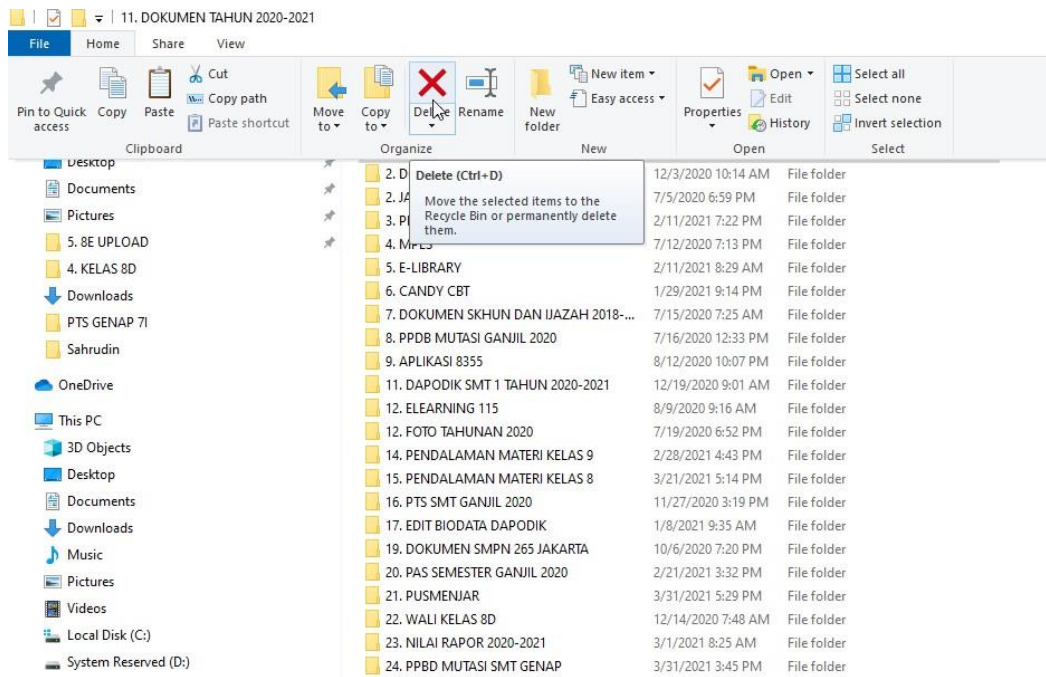 11. DOKUMEN TAHUN 2020-2021
File Home Share View
Pin to Quick access
Copy
Paste
Cut
Copy path
Paste shortcut
Move to
Copy to
Delete
Rename
New folder
New item
Easy access
Properties
Open
Edit
History
Select all
Select none
Invert selection
Clipboard Organize New Open Select
Delete (Ctrl+D)
Move the selected items to the
Recycle Bin or permanently delete
them.
Desktop
Documents
Pictures
5. 8E UPLOAD
4. KELAS 8D
Downloads
PTS GENAP 7I
Sahrudin
OneDrive
This PC
3D Objects
Desktop
Documents
Downloads
Music
Pictures
Videos
Local Disk (C:)
System Reserved (D:)
2. D 12/3/2020 10:14 AM File folder
2. JA 7/5/2020 6:59 PM File folder
3. 2/11/2021 7:22 PM File folder
4. MPLS 7/12/2020 7:13 PM File folder
5. E-LIBRARY 2/11/2021 8:29 AM File folder
6. CANDY CBT 1/29/2021 9:14 PM File folder
7. DOKUMEN SKHUN DAN IJAZAH 2018-... 7/15/2020 7:25 AM File folder
8. PPDB MUTASI GANJIL 2020 7/16/2020 12:33 PM File folder
9. APLIKASI 8355 8/12/2020 10:07 PM File folder
11. DAPODIK SMT 1 TAHUN 2020-2021 12/19/2020 9:01 AM File folder
12. ELEARNING 115 8/9/2020 9:16 AM File folder
12. FOTO TAHUNAN 2020 7/19/2020 6:52 PM File folder
14. PENDALAMAN MATERI KELAS 9 2/28/2021 4:43 PM File folder
15. PENDALAMAN MATERI KELAS 8 3/21/2021 5:14 PM File folder
16. PTS SMT GANJIL 2020 11/27/2020 3:19 PM File folder
17. EDIT BIODATA DAPODIK 1/8/2021 9:35 AM File folder
19. DOKUMEN SMPN 265 JAKARTA 10/6/2020 7:20 PM File folder
20. PAS SEMESTER GANJIL 2020 2/21/2021 3:32 PM File folder
21. PUSMENJAR 3/31/2021 5:29 PM File folder
22. WALI KELAS 8D 12/14/2020 7:48 AM File folder
23. NILAI RAPOR 2020-2021 3/1/2021 8:25 AM File folder
24. PPBD MUTASI SMT GENAP 3/31/2021 3:45 PM File folder